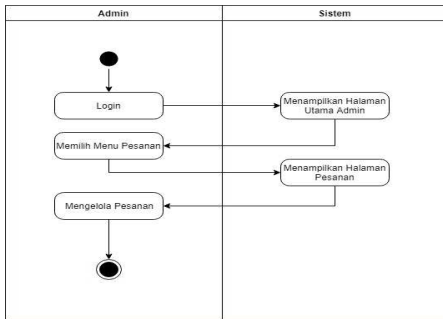 Admin
Sistem
Login
Menampilkan Halaman
Utama Admin
Memilih Menu Pesanan
Menampilkan Halaman
Pesanan
Mengelola Pesanan